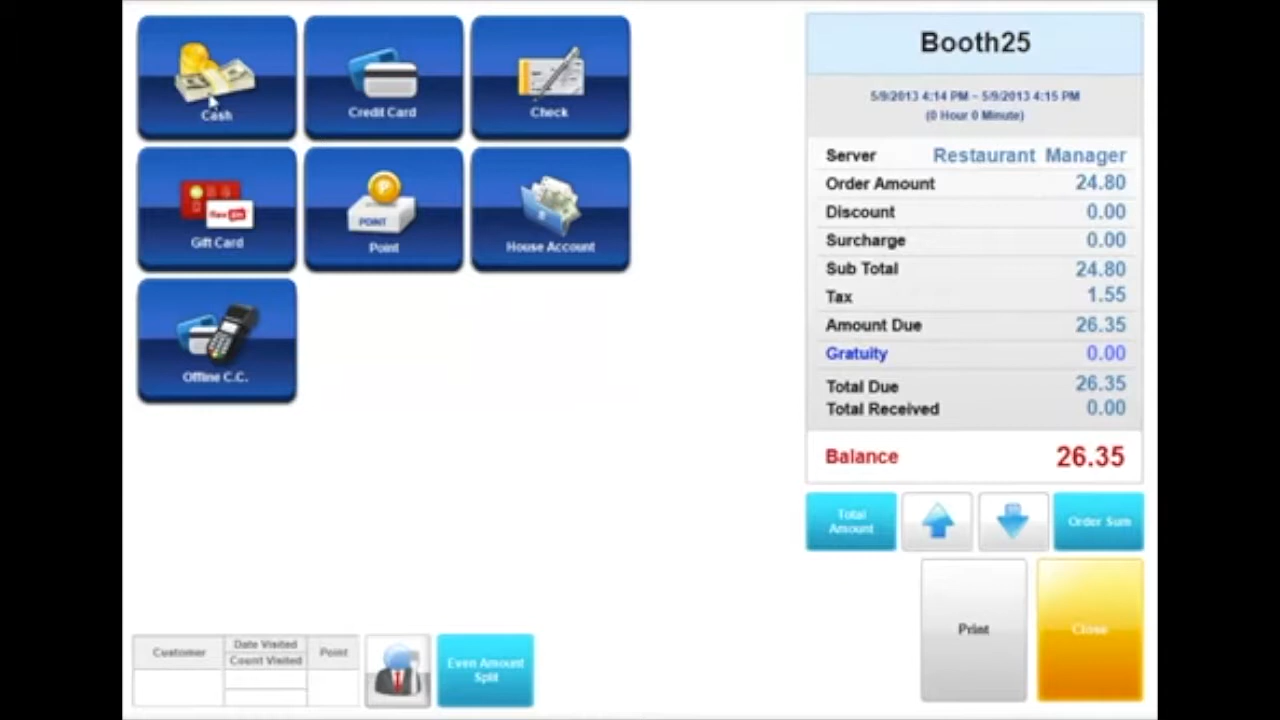 Cash
Credit Card
Check
Gift Card
POINT
Point
House Account
Offline C.C.
Booth25
5/9/2013 4:14 PM ~ 5/9/2013 4:15 PM
(0 Hour 0 Minute)
Server Restaurant Manager
Order Amount 24.80
Discount 0.00
Surcharge 0.00
Sub Total 24.80
Tax 1.55
Amount Due 26.35
Gratuity 0.00
Total Due 26.35
Total Received 0.00
Balance 26.35
Total
Amount
Order Sum
Print
Close
Customer
Date Visited
Count Visited
Point
Even Amount
Split